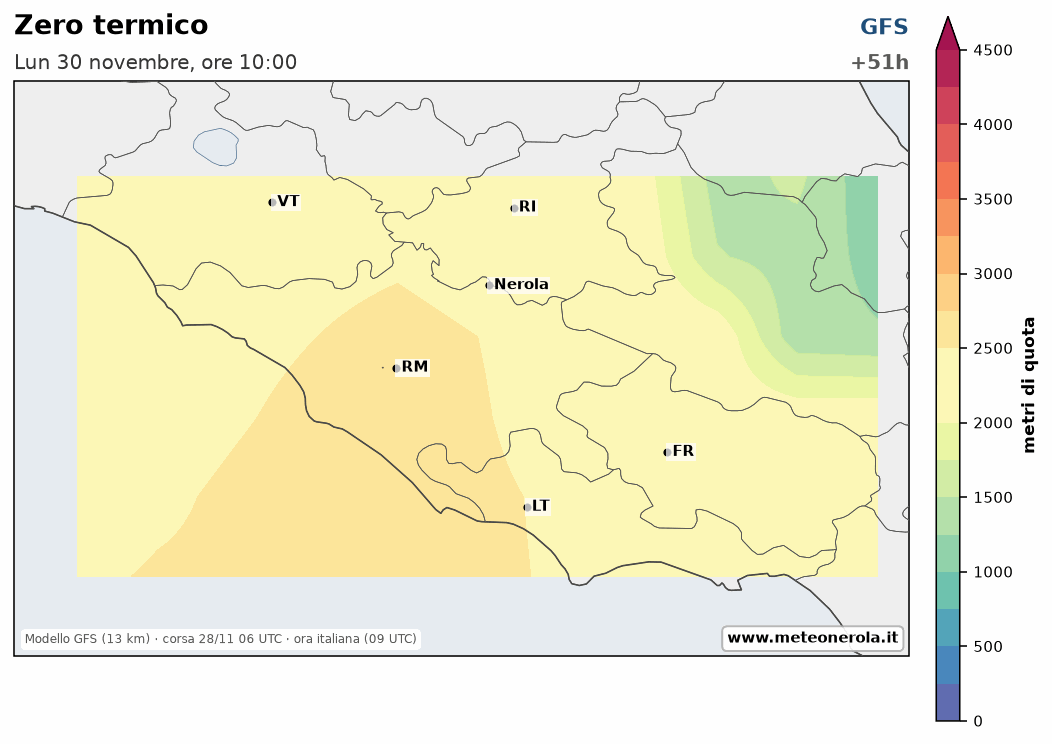 Zero termico
GFS
Lun 30 novembre, ore 10:00
+51h
VT
RI
Nerola
RM
FR
LT
Modello GFS (13 km) · corsa 28/11 06 UTC · ora italiana (09 UTC)
www.meteonerola.it
4500
4000
3500
3000
2500
2000
1500
1000
500
0
metri di quota